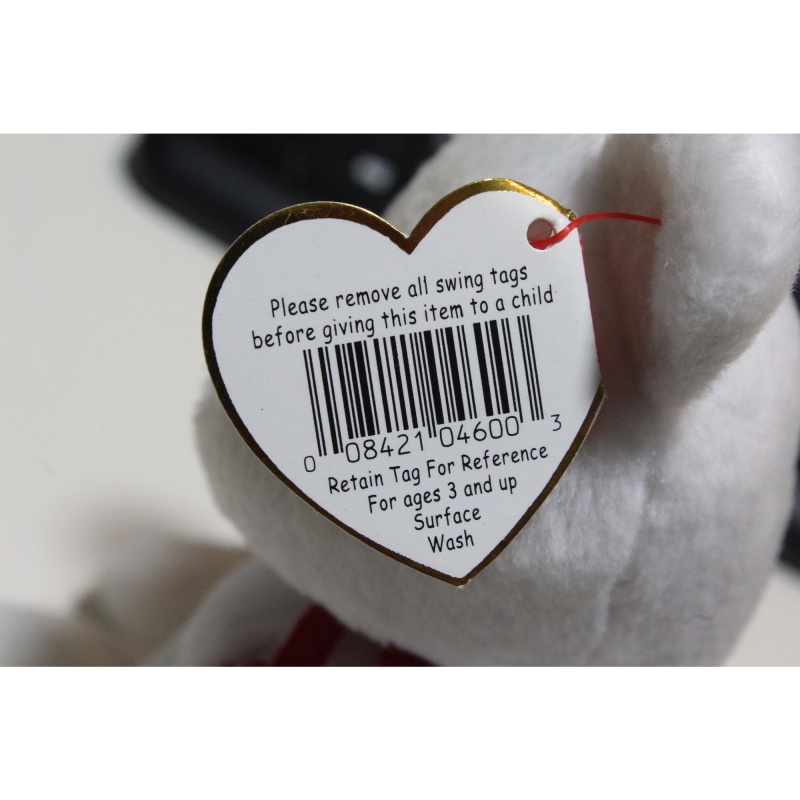 Please remove all swing tags
before giving this item to a child
0 08421 04600 3
Retain Tag For Reference
For ages 3 and up
Surface
Wash